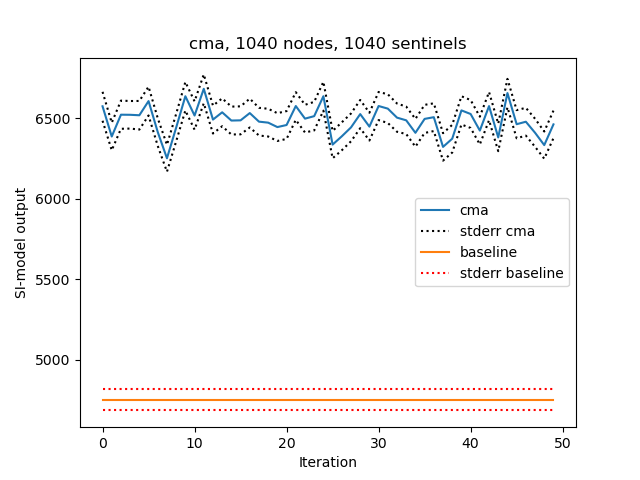 cma, 1040 nodes, 1040 sentinels
SI-model output
6500
6000
5500
5000
cma
stderr cma
baseline
stderr baseline
0 10 20 30 40 50
Iteration